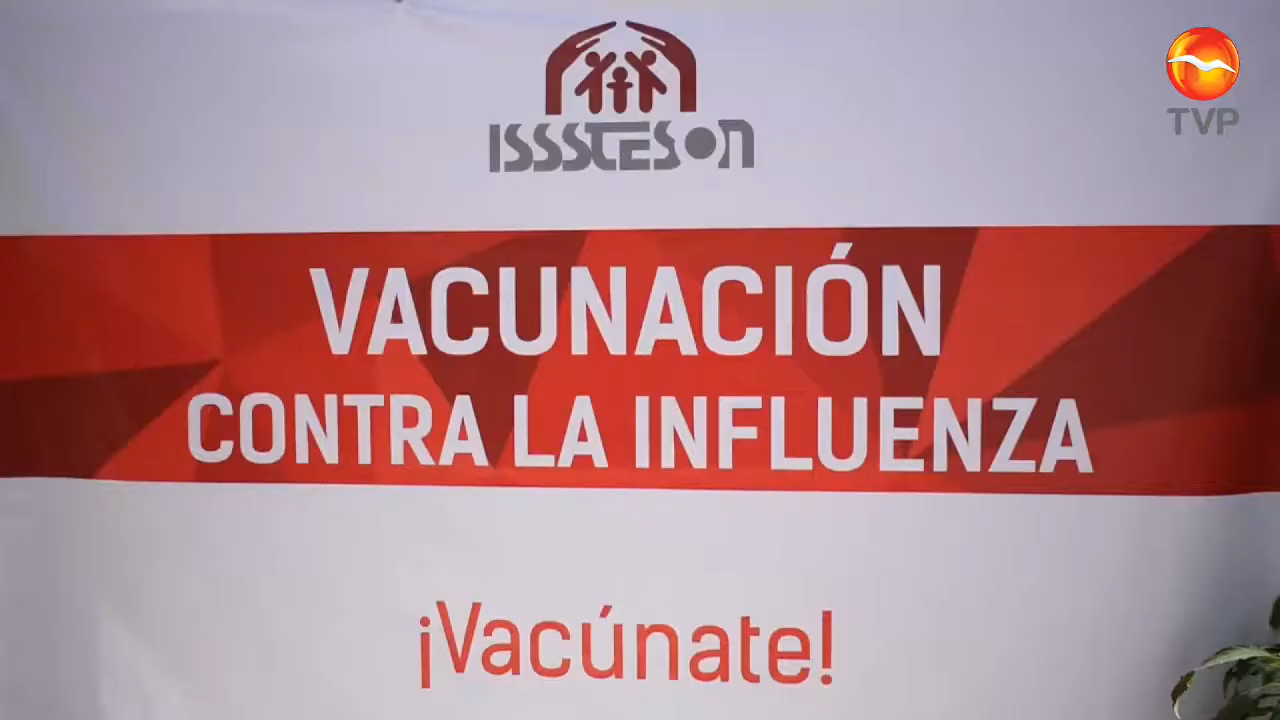 ISSSTESON
TVP
VACUNACIÓN
CONTRA LA INFLUENZA
¡Vacúnate!